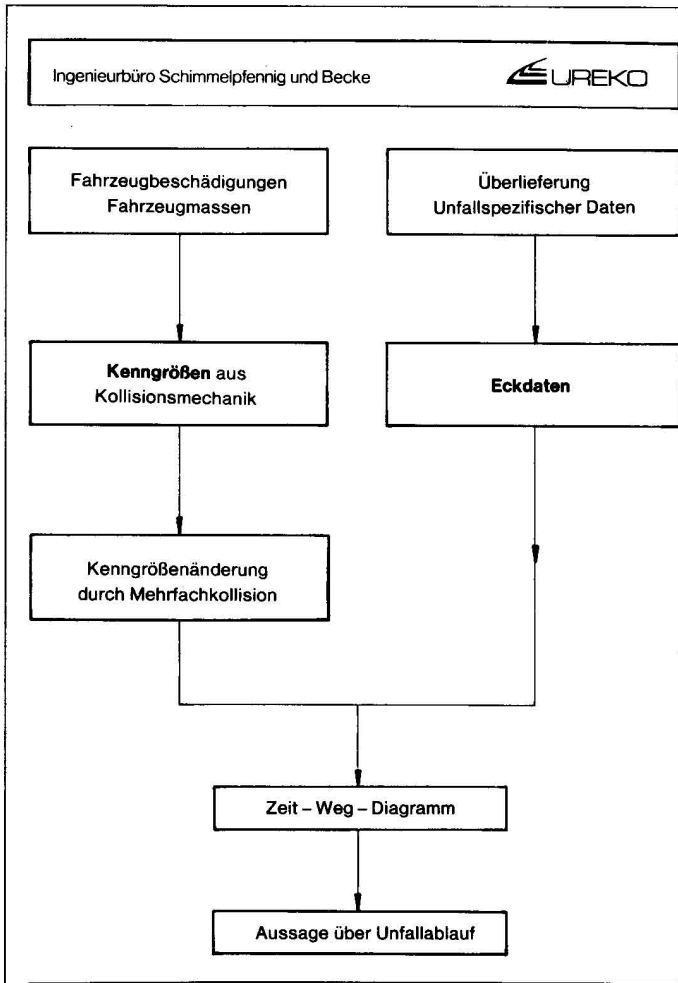 Ingenieurbüro Schimmelpfennig und Becke
EUREKO
Fahrzeugbeschädigungen
Fahrzeugmassen
Überlieferung
Unfallspezifischer Daten
Kenngrößen aus
Kollisionsmechanik
Eckdaten
Kenngrößenänderung
durch Mehrfachkollision
Zeit – Weg – Diagramm
Aussage über Unfallablauf